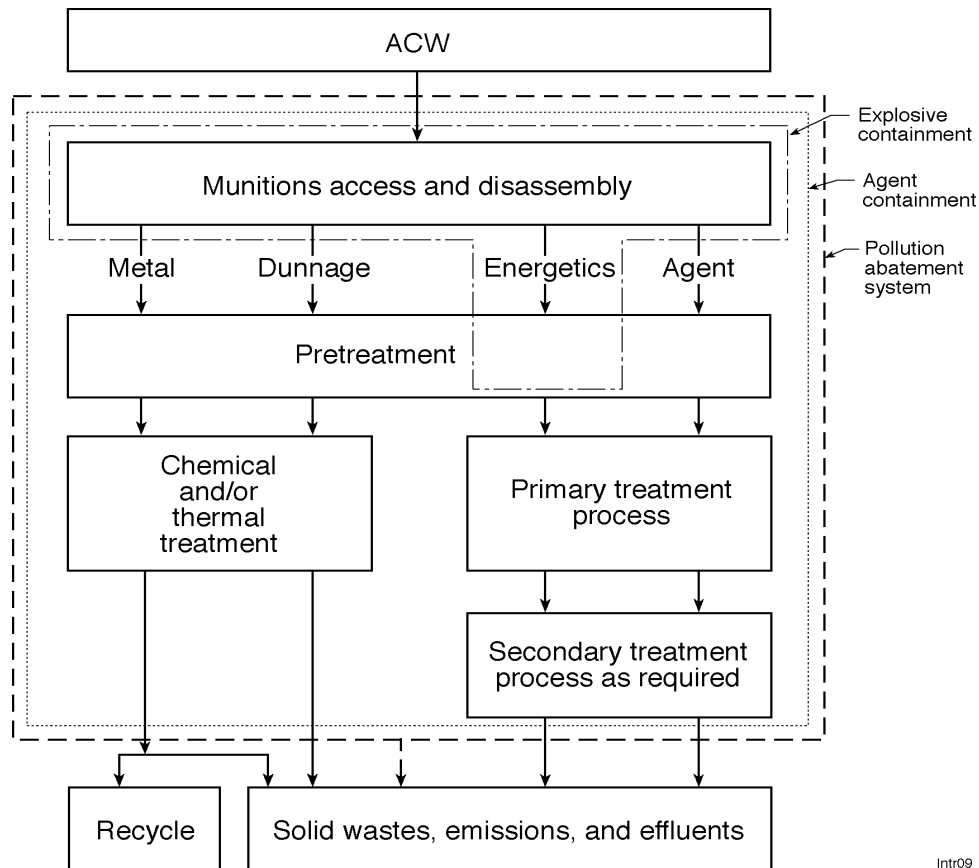 ACW
Explosive
containment
Munitions access and disassembly
Agent
containment
Metal
Dunnage
Energetics
Agent
Pollution
abatement
system
Pretreatment
Chemical
and/or
thermal
treatment
Primary treatment
process
Secondary treatment
process as required
Recycle
Solid wastes, emissions, and effluents
Intr09